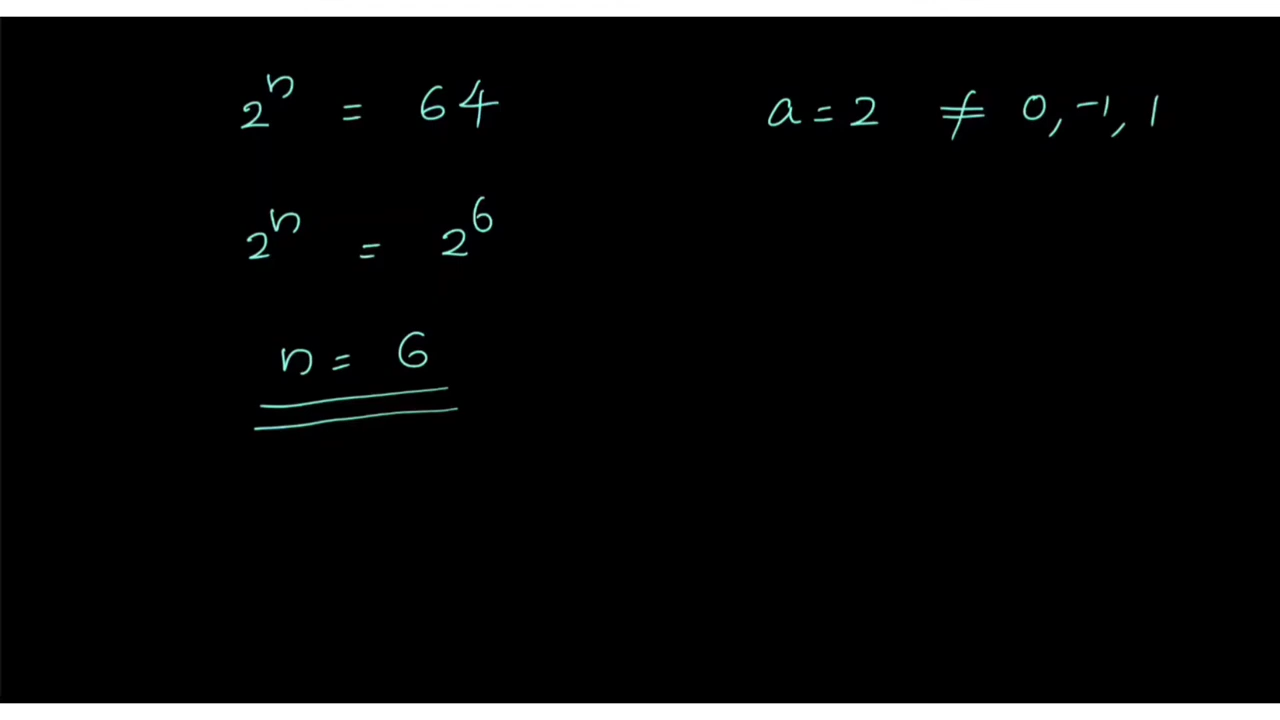 2^n = 64
a = 2 ≠ 0, -1, 1
2^n = 2^6
n = 6